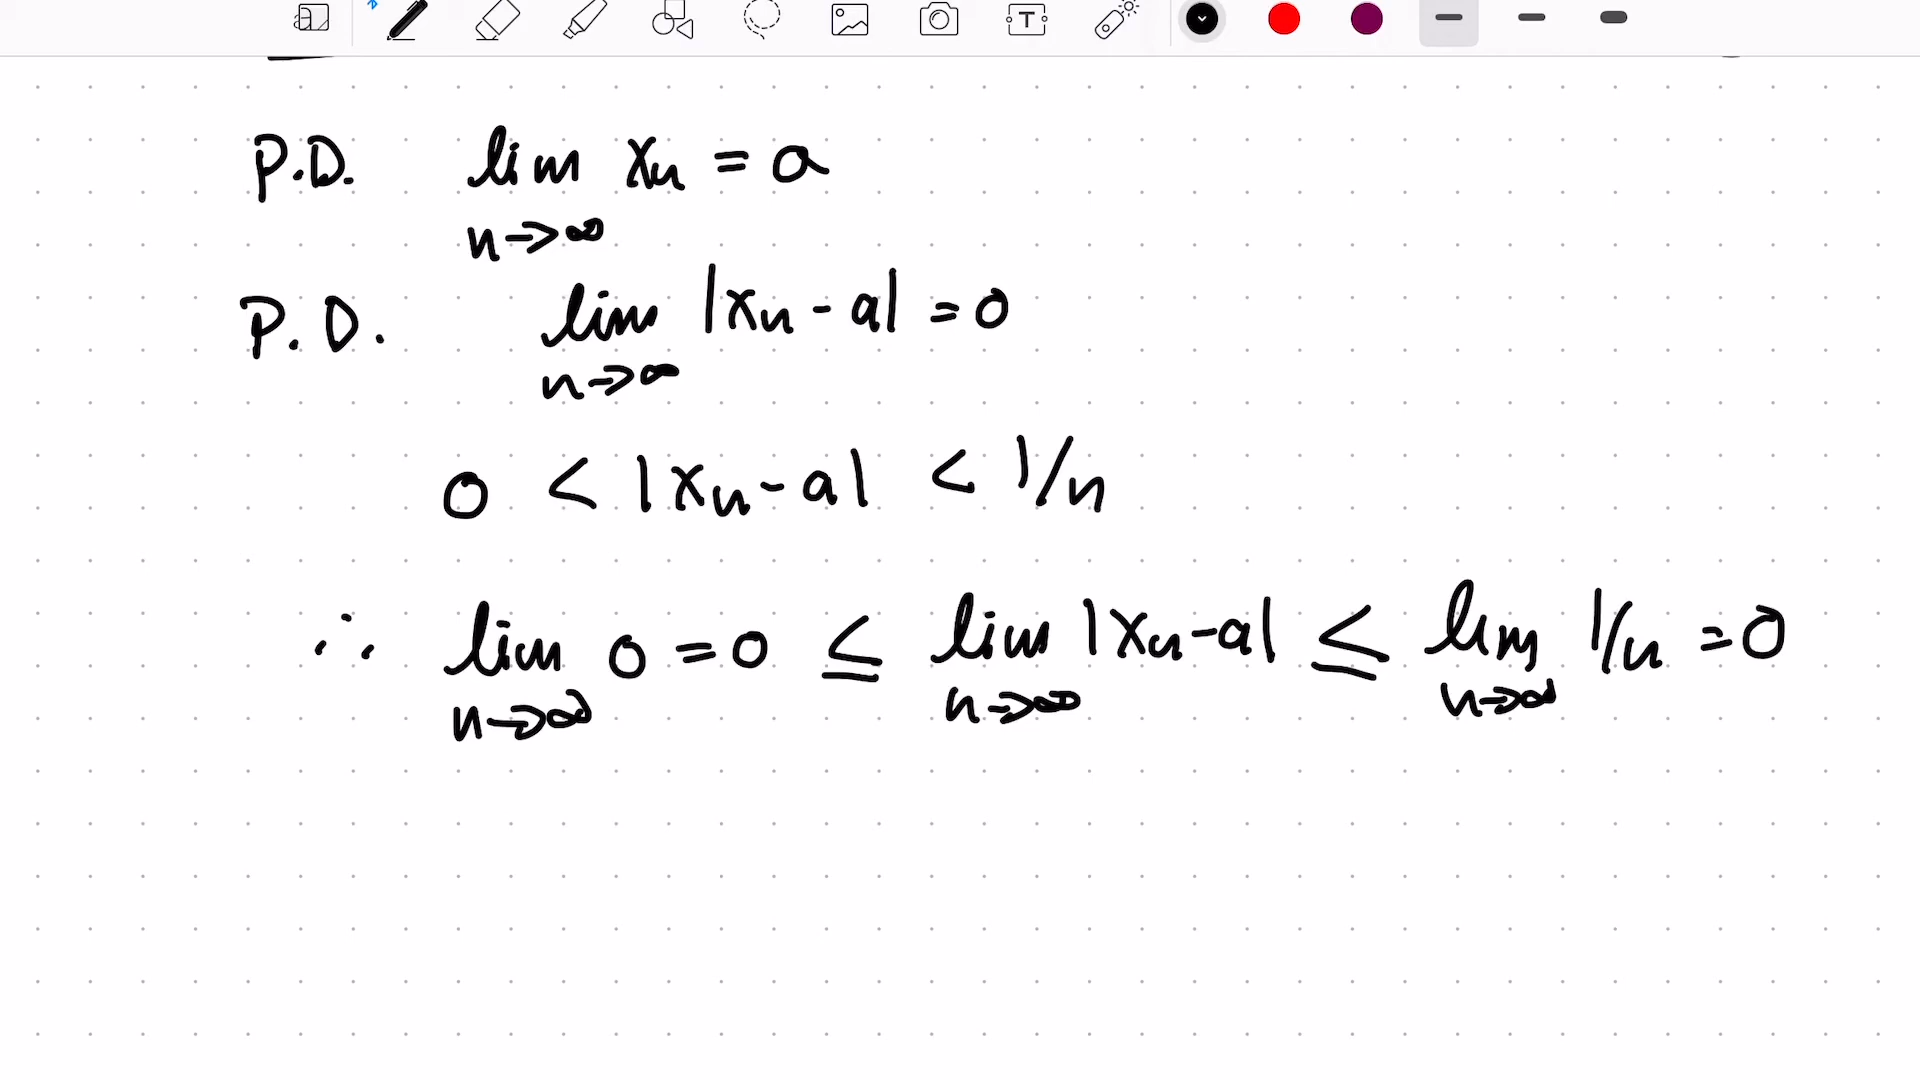 P.D. lim xn = a
n→∞
P.D. lim |xn - a| = 0
n→∞
0 < |xn - a| < 1/n
∴ lim 0 = 0 ≤ lim |xn - a| ≤ lim 1/n = 0
n→∞ n→∞ n→∞